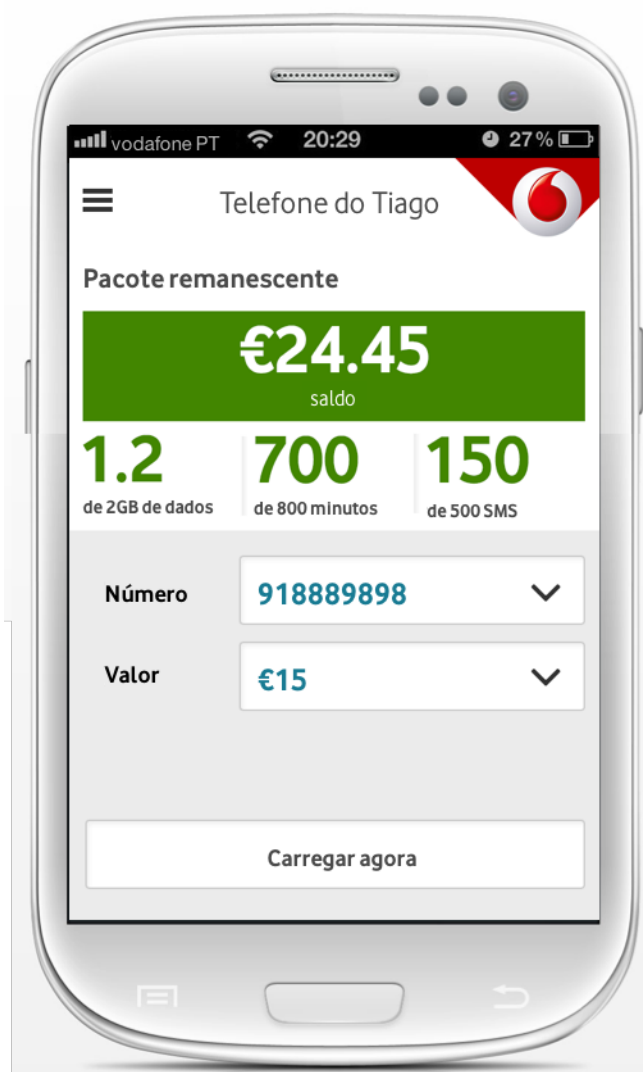 vodafone PT 20:29 27%
Telefone do Tiago
Pacote remanescente
€24.45
saldo
1.2 700 150
de 2GB de dados de 800 minutos de 500 SMS
Número 918889898
Valor €15
Carregar agora